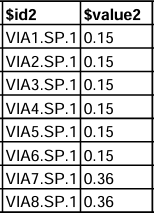 $id2 $value2
VIA1.SP.1 0.15
VIA2.SP.1 0.15
VIA3.SP.1 0.15
VIA4.SP.1 0.15
VIA5.SP.1 0.15
VIA6.SP.1 0.15
VIA7.SP.1 0.36
VIA8.SP.1 0.36